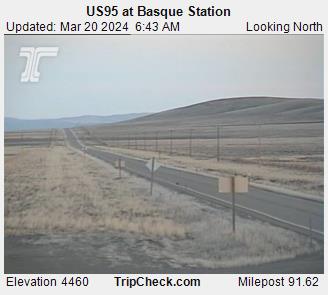 US95 at Basque Station
Updated: Mar 20 2024 6:43 AM Looking North
Elevation 4460 TripCheck.com Milepost 91.62